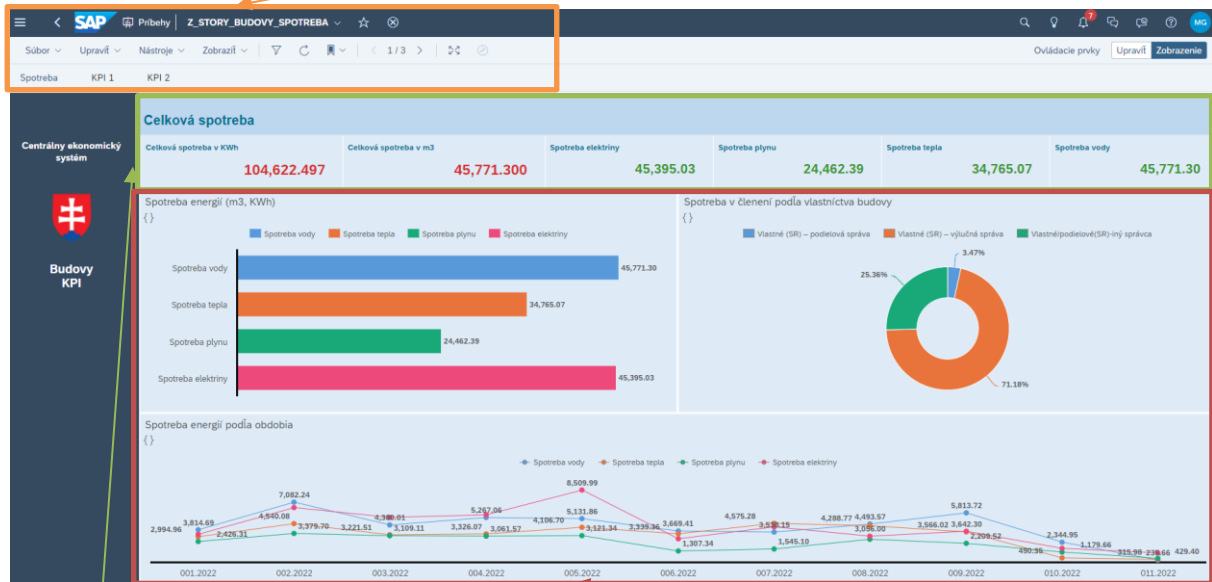 SAP Príbehy Z_STORY_BUDOVY_SPOTREBA 7 MG
Súbor Upraviť Nástroje Zobraziť 1 / 3 Ovládacie prvky Upraviť Zobrazenie
Spotreba KPI 1 KPI 2
Centrálny ekonomický
systém
Budovy
KPI
Celková spotreba
Celková spotreba v KWh Celková spotreba v m3 Spotreba elektriny Spotreba plynu Spotreba tepla Spotreba vody
104,622.497 45,771.300 45,395.03 24,462.39 34,765.07 45,771.30
Spotreba energií (m3, KWh)
{}
Spotreba vody Spotreba tepla Spotreba plynu Spotreba elektriny
Spotreba vody 45,771.30
Spotreba tepla 34,765.07
Spotreba plynu 24,462.39
Spotreba elektriny 45,395.03
Spotreba v členení podľa vlastníctva budovy
{}
Vlastné (SR) – podielová správa Vlastné (SR) – výlučná správa Vlastné/podielové(SR)-iný správca
3.47%
25.36%
71.18%
Spotreba energií podľa obdobia
{}
Spotreba vody Spotreba tepla Spotreba plynu Spotreba elektriny
8,509.99
7,082.24
5,813.72
5,267.06 5,131.86
4,540.08 4,106.70 4,575.28 4,288.77 4,493.57
2,994.96 3,814.69 3,379.70 3,221.51 3,109.11 3,326.07 3,061.57 3,121.34 3,669.41 3,096.00 3,566.02 3,642.30
2,426.31 2,209.52 2,344.95
1,307.34 1,545.10 1,179.66
490.35 315.98 429.40
001.2022 002.2022 003.2022 004.2022 005.2022 006.2022 007.2022 008.2022 009.2022 010.2022 011.2022